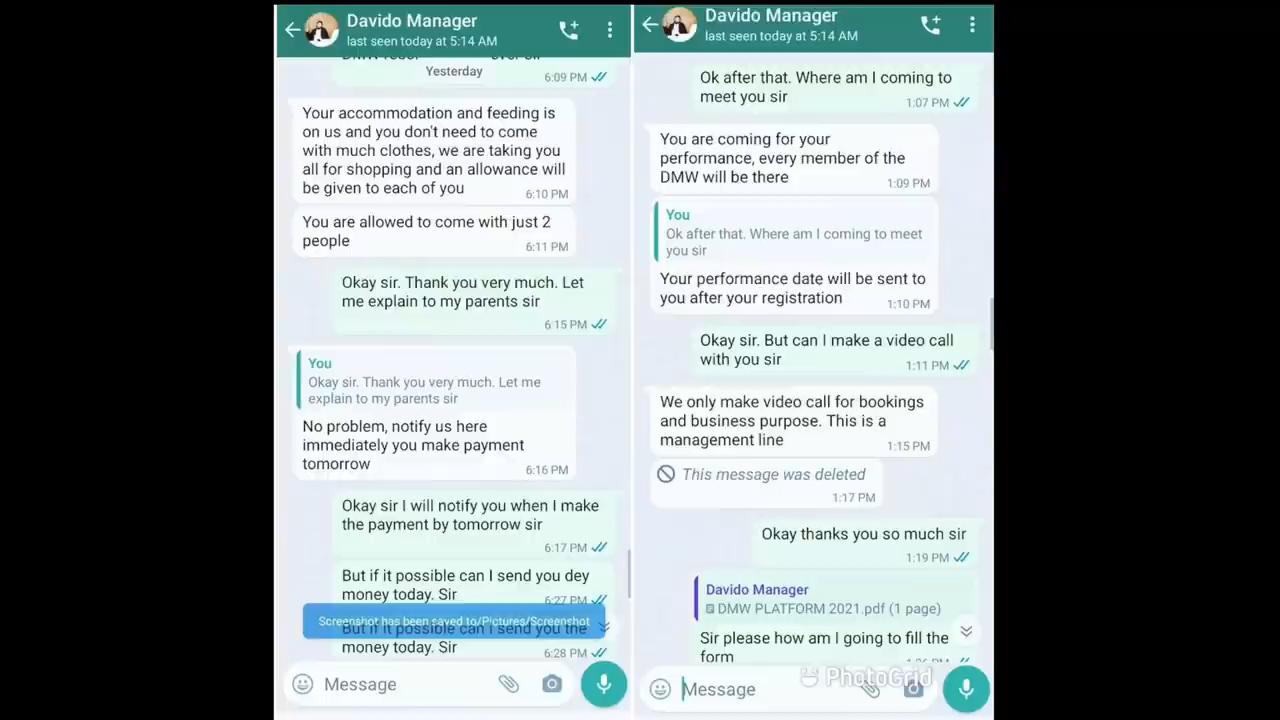 Davido Manager
last seen today at 5:14 AM
Yesterday
6:09 PM
Your accommodation and feeding is
on us and you don't need to come
with much clothes, we are taking you
all for shopping and an allowance will
be given to each of you
6:10 PM
You are allowed to come with just 2
people
6:11 PM
Okay sir. Thank you very much. Let
me explain to my parents sir
6:15 PM
You
Okay sir. Thank you very much. Let me
explain to my parents sir
No problem, notify us here
immediately you make payment
tomorrow
6:16 PM
Okay sir I will notify you when I make
the payment by tomorrow sir
6:17 PM
But if it possible can I send you dey
money today. Sir
6:27 PM
Screenshot has been saved to/Pictures/Screenshot
But if it possible can I send you the
money today. Sir
6:28 PM
Message
Davido Manager
last seen today at 5:14 AM
Ok after that. Where am I coming to
meet you sir
1:07 PM
You are coming for your
performance, every member of the
DMW will be there
1:09 PM
You
Ok after that. Where am I coming to meet
you sir
Your performance date will be sent to
you after your registration
1:10 PM
Okay sir. But can I make a video call
with you sir
1:11 PM
We only make video call for bookings
and business purpose. This is a
management line
1:15 PM
This message was deleted
1:17 PM
Okay thanks you so much sir
1:19 PM
Davido Manager
DMW PLATFORM 2021.pdf (1 page)
Sir please how am I going to fill the
form
PhotoGrid
Message